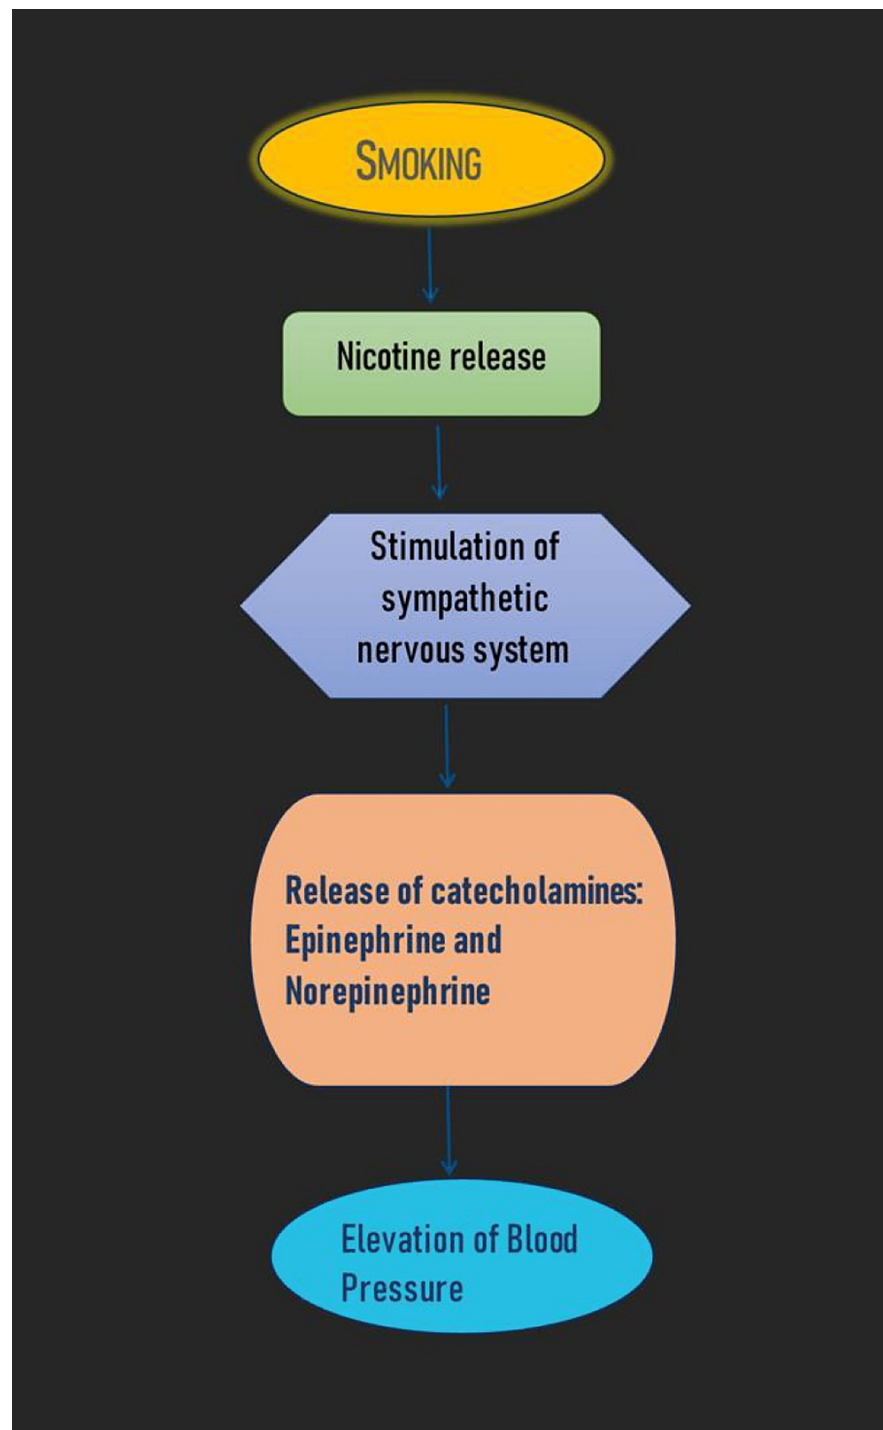 SMOKING
Nicotine release
Stimulation of
sympathetic
nervous system
Release of catecholamines:
Epinephrine and
Norepinephrine
Elevation of Blood
Pressure